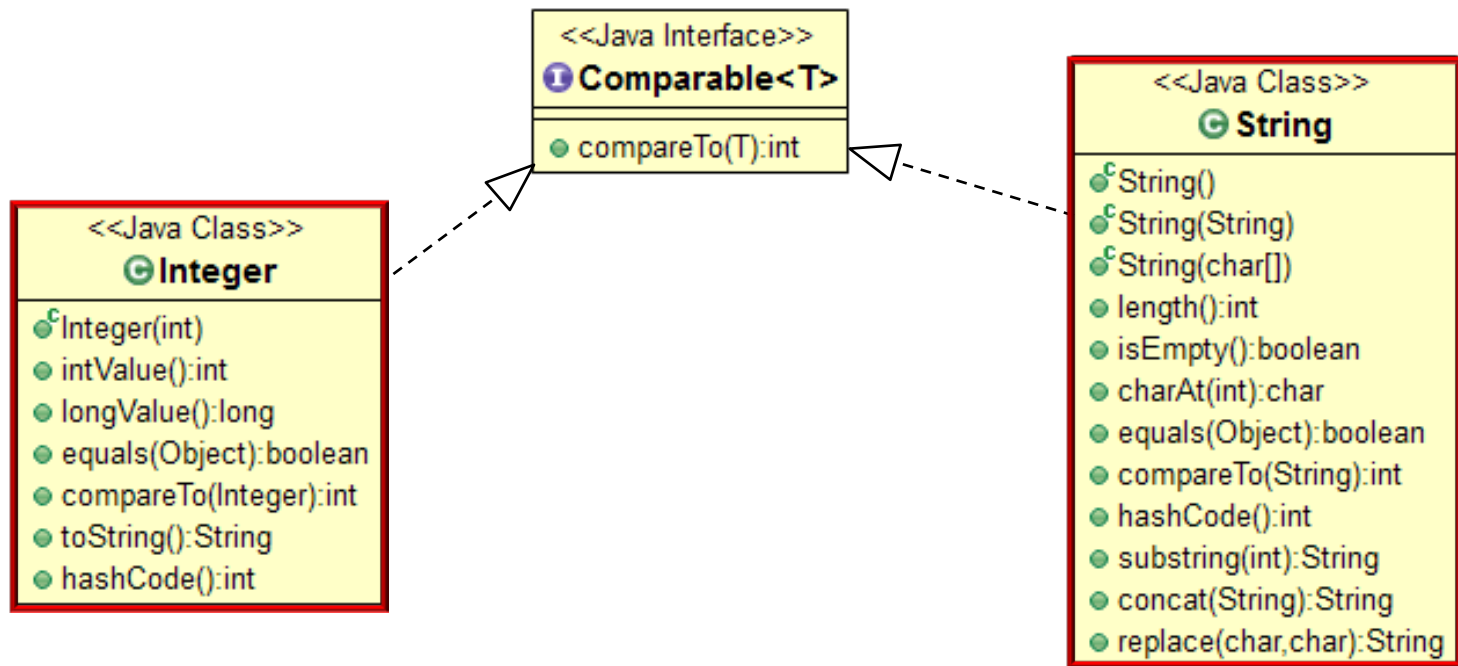 <<Java Interface>>
I Comparable<T>
compareTo(T):int
<<Java Class>>
C Integer
c Integer(int)
intValue():int
longValue():long
equals(Object):boolean
compareTo(Integer):int
toString():String
hashCode():int
<<Java Class>>
C String
c String()
c String(String)
c String(char[])
length():int
isEmpty():boolean
charAt(int):char
equals(Object):boolean
compareTo(String):int
hashCode():int
substring(int):String
concat(String):String
replace(char,char):String